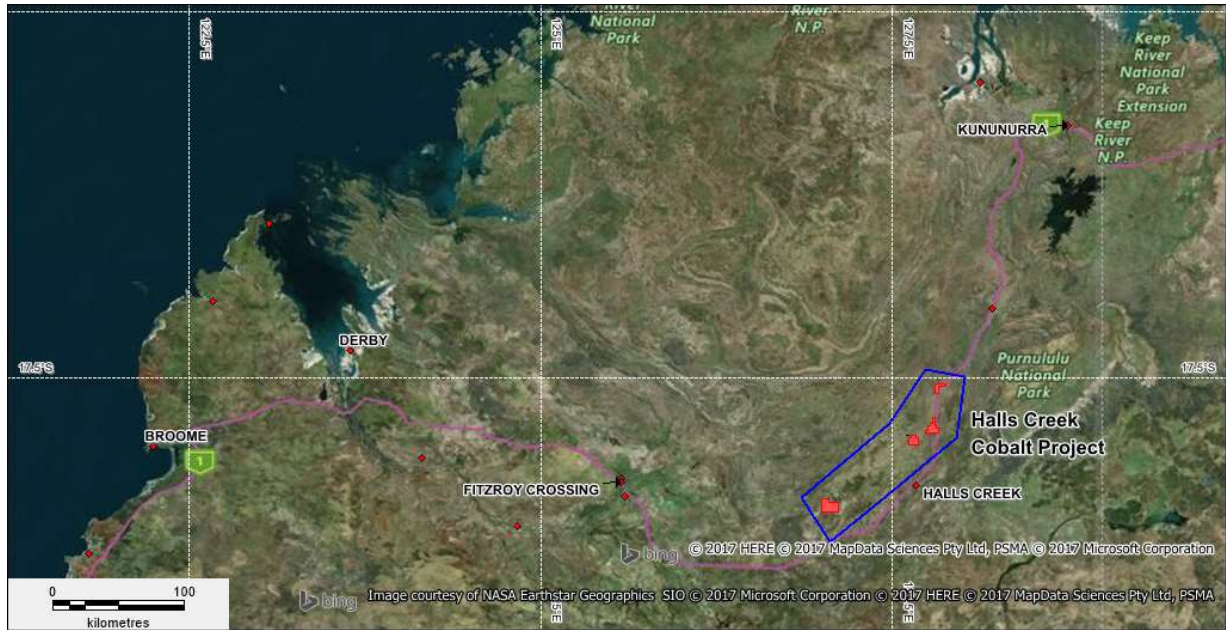 River
National
Park
River
N.P.
122.5°E
125°E
127.5°E
Keep
River
National
Park
Extension
KUNUNURRA
1
Keep
River
N.P.
DERBY
17.5°S
17.5°S
Purnululu
National
Park
BROOME
1
Halls Creek
Cobalt Project
FITZROY CROSSING
HALLS CREEK
bing
© 2017 HERE © 2017 MapData Sciences Pty Ltd, PSMA © 2017 Microsoft Corporation
0 100
kilometres
bing
Image courtesy of NASA Earthstar Geographics SIO © 2017 Microsoft Corporation © 2017 HERE © 2017 MapData Sciences Pty Ltd, PSMA